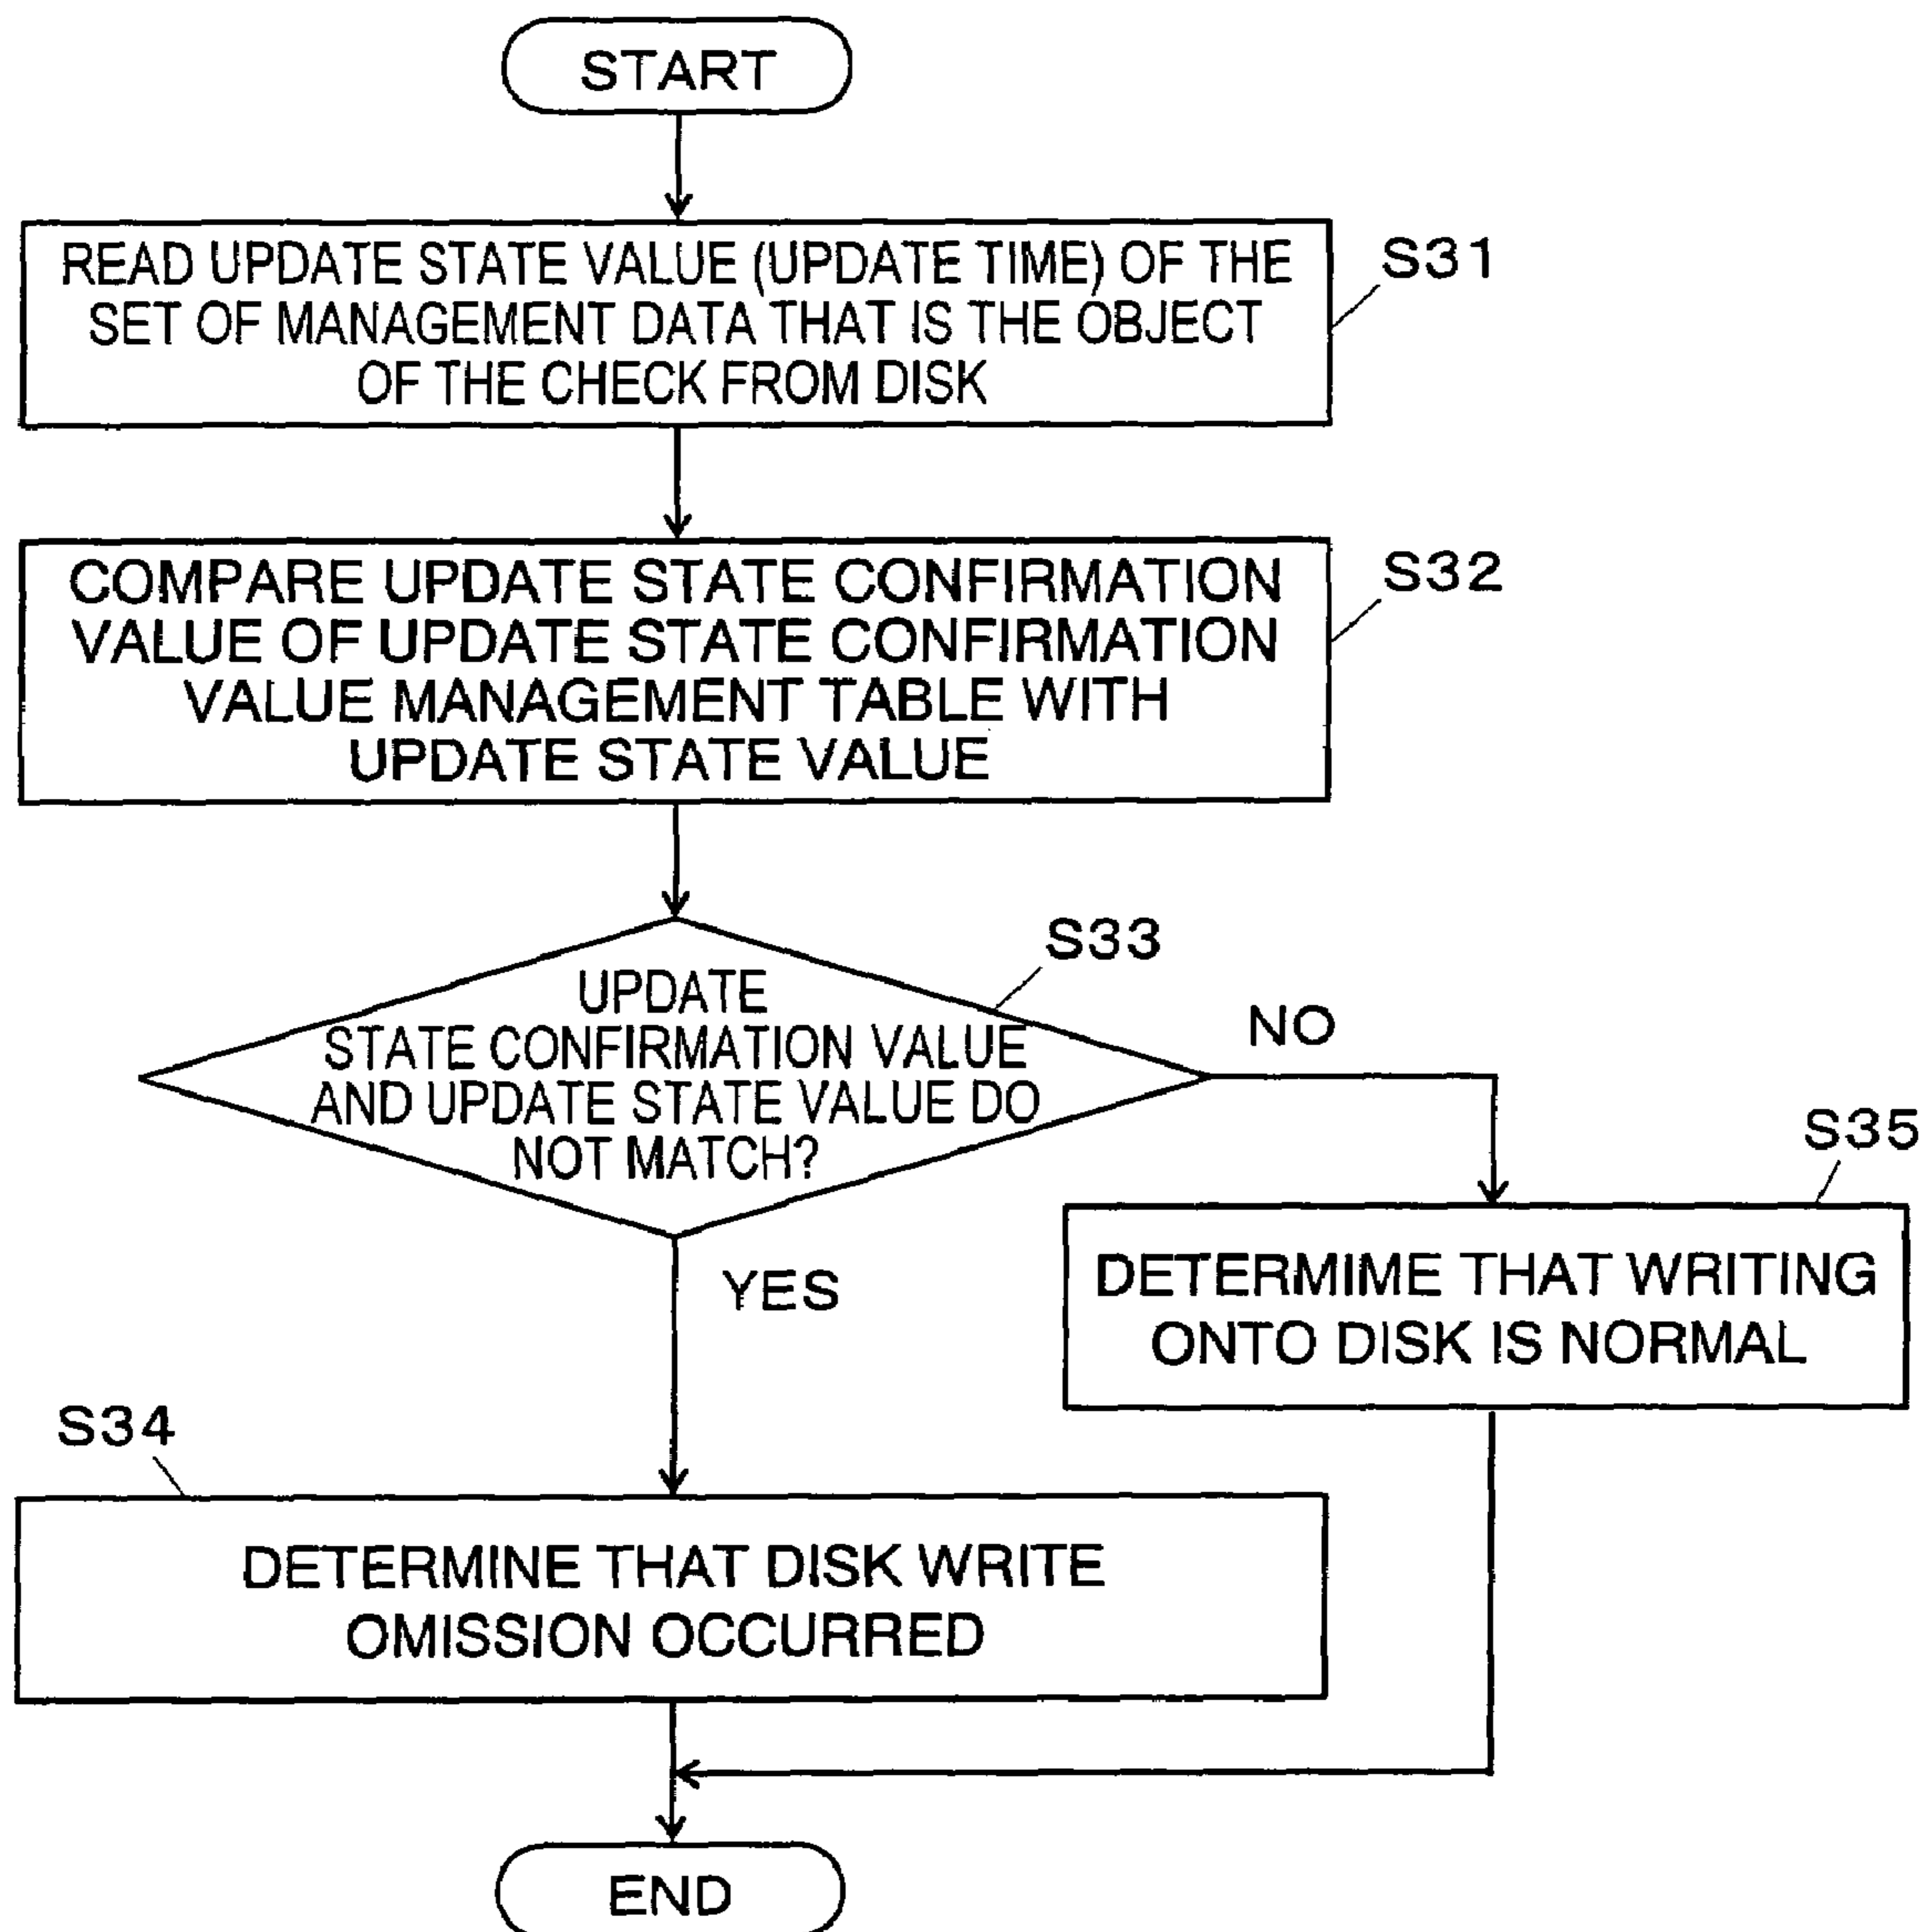 START
READ UPDATE STATE VALUE (UPDATE TIME) OF THE
SET OF MANAGEMENT DATA THAT IS THE OBJECT
OF THE CHECK FROM DISK
S31
COMPARE UPDATE STATE CONFIRMATION
VALUE OF UPDATE STATE CONFIRMATION
VALUE MANAGEMENT TABLE WITH
UPDATE STATE VALUE
S32
S33
UPDATE
STATE CONFIRMATION VALUE
AND UPDATE STATE VALUE DO
NOT MATCH?
NO
YES
S35
DETERMIME THAT WRITING
ONTO DISK IS NORMAL
S34
DETERMINE THAT DISK WRITE
OMISSION OCCURRED
END